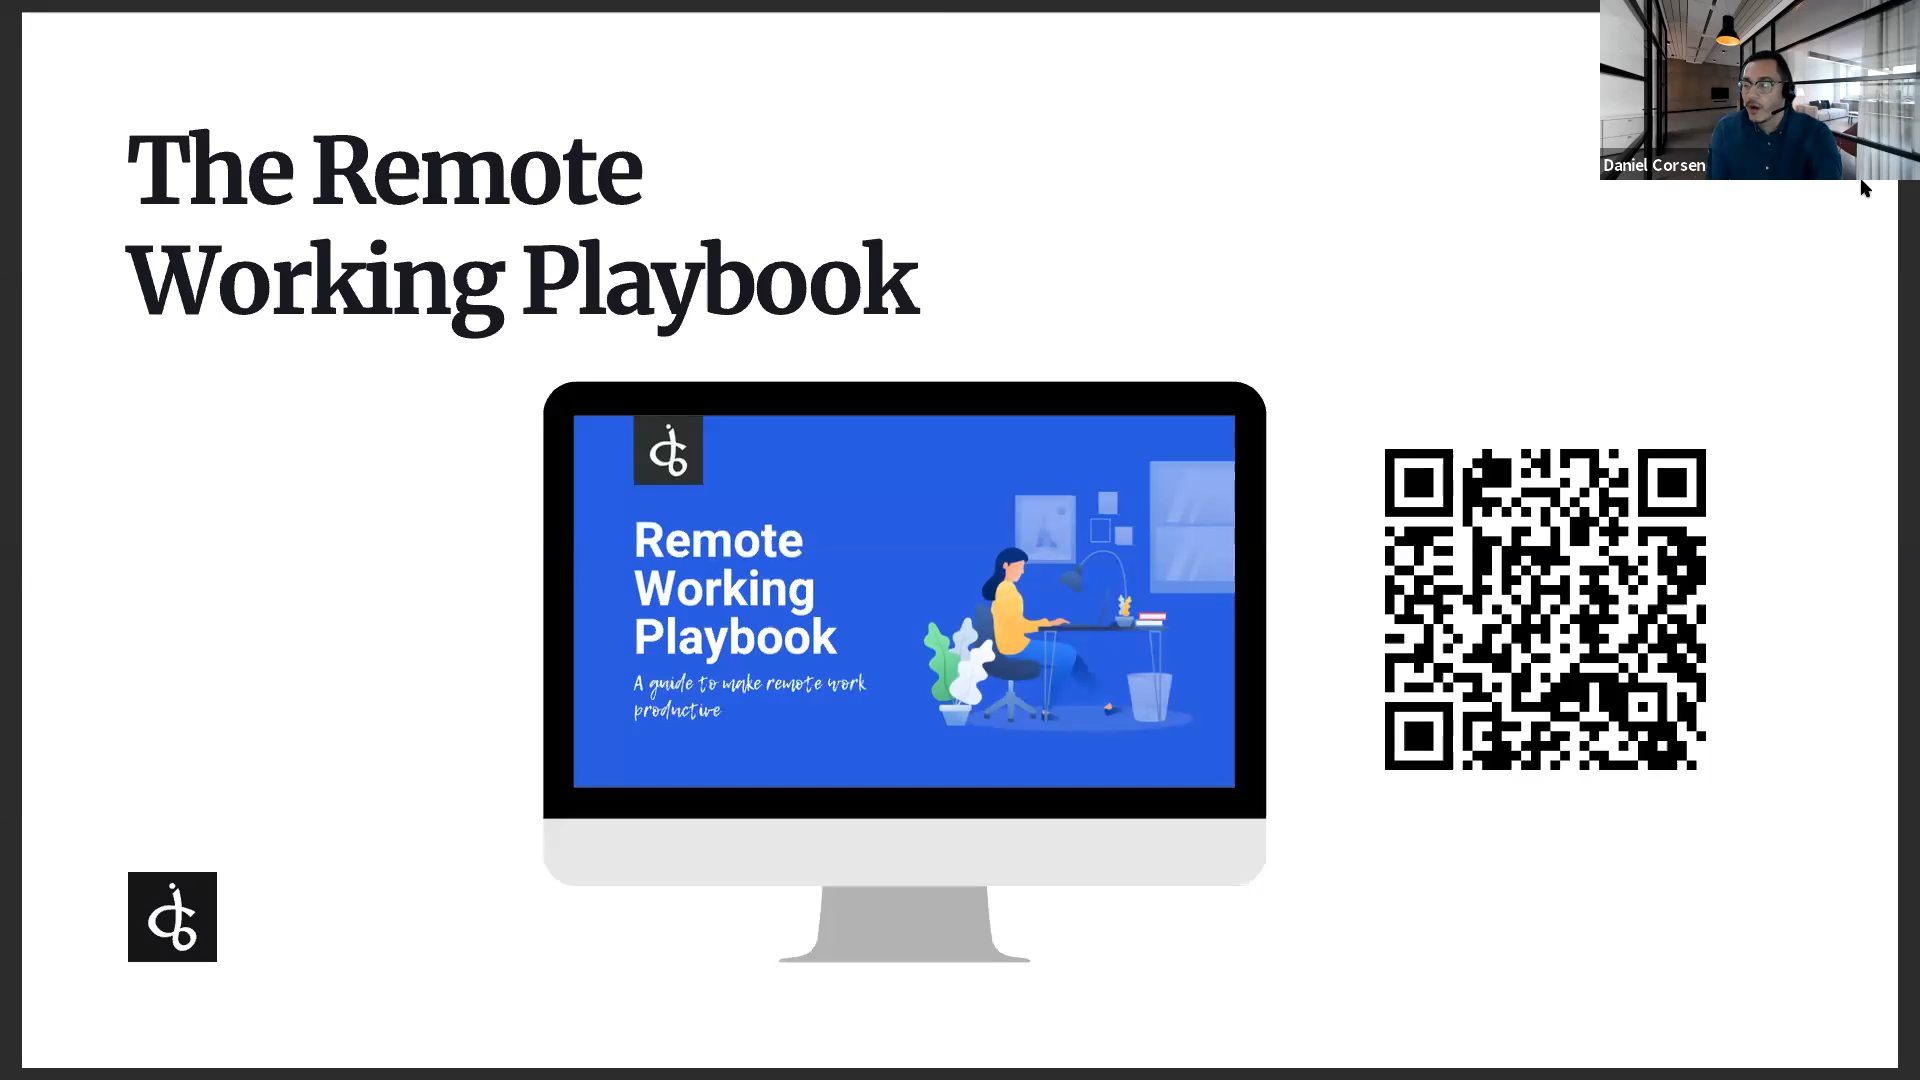 The Remote
Working Playbook
Daniel Corsen
Remote
Working
Playbook
A guide to make remote work
productive